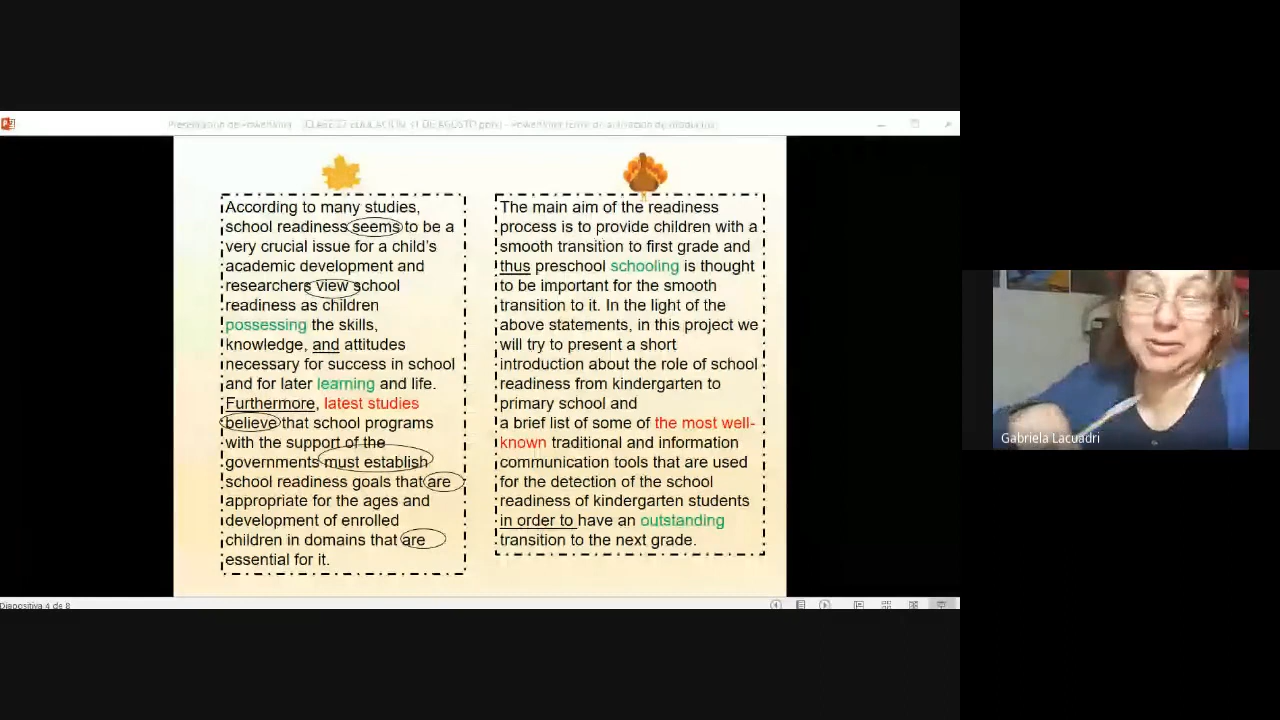 According to many studies,
school readiness seems to be a
very crucial issue for a child's
academic development and
researchers view school
readiness as children
possessing the skills,
knowledge, and attitudes
necessary for success in school
and for later learning and life.
Furthermore, latest studies
believe that school programs
with the support of the
governments must establish
school readiness goals that are
appropriate for the ages and
development of enrolled
children in domains that are
essential for it.
The main aim of the readiness
process is to provide children with a
smooth transition to first grade and
thus preschool schooling is thought
to be important for the smooth
transition to it. In the light of the
above statements, in this project we
will try to present a short
introduction about the role of school
readiness from kindergarten to
primary school and
a brief list of some of the most well-
known traditional and information
communication tools that are used
for the detection of the school
readiness of kindergarten students
in order to have an outstanding
transition to the next grade.
Diapositiva 4 de 8
Gabriela Lacuadri